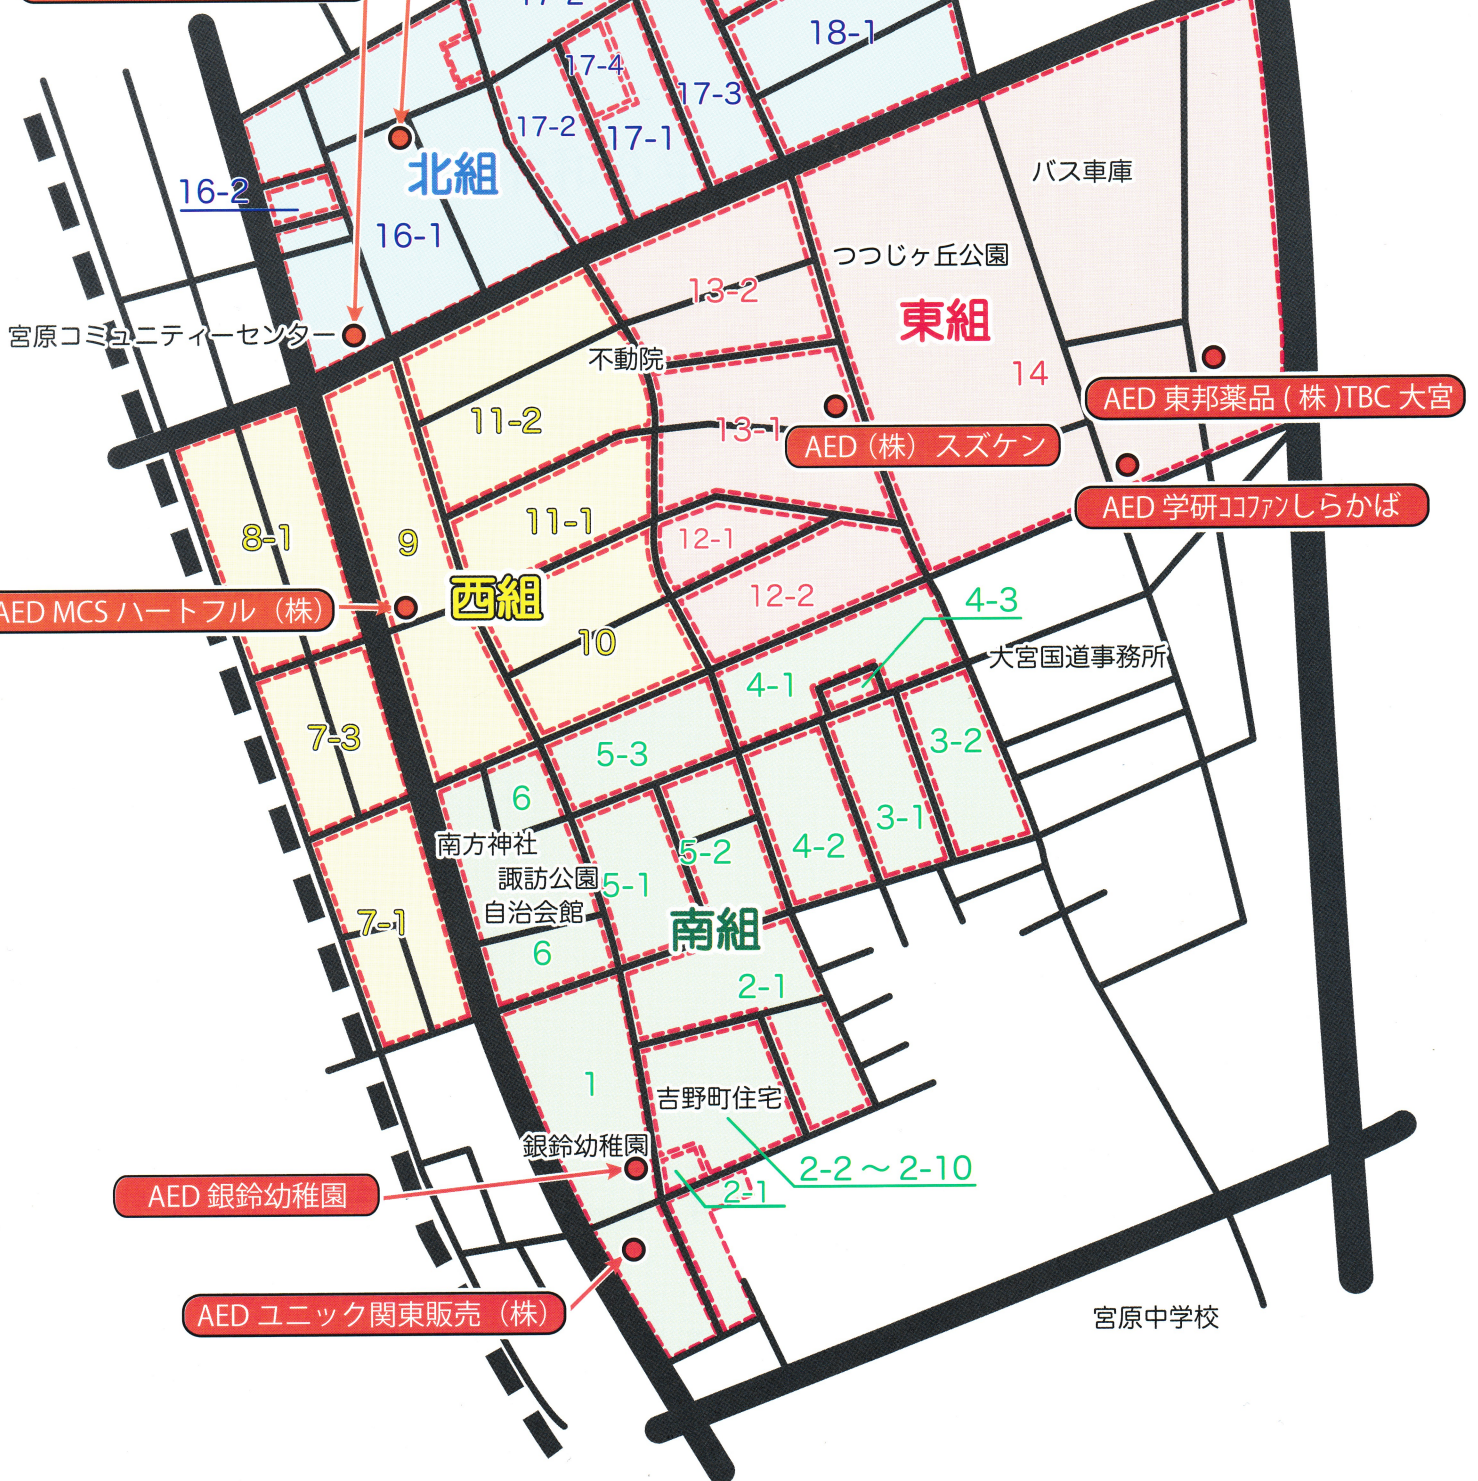 17-2
18-1
17-4
17-3
17-2
17-1
北組
16-2
16-1
バス車庫
つつじヶ丘公園
13-2
東組
宮原コミュニティーセンター
不動院
14
AED 東邦薬品(株)TBC 大宮
11-2
13-1
AED（株）スズケン
AED 学研ココファンしらかば
8-1
9
11-1
12-1
西組
12-2
AED MCS ハートフル（株）
10
4-3
大宮国道事務所
4-1
7-3
5-3
3-2
6
3-1
南方神社
5-2
4-2
諏訪公園
5-1
自治会館
7-1
南組
6
2-1
1
吉野町住宅
銀鈴幼稚園
2-2～2-10
AED 銀鈴幼稚園
2-1
AED ユニック関東販売（株）
宮原中学校